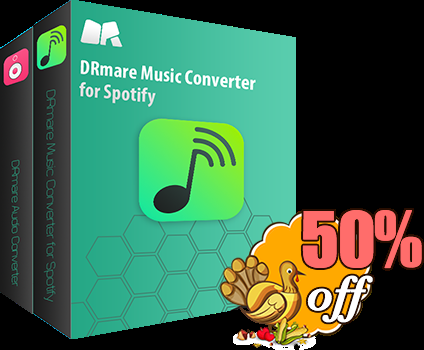 DRmare Music Converter
for Spotify
DRmare Music Converter for Spotify
DRmare Audio Converter
50%
off